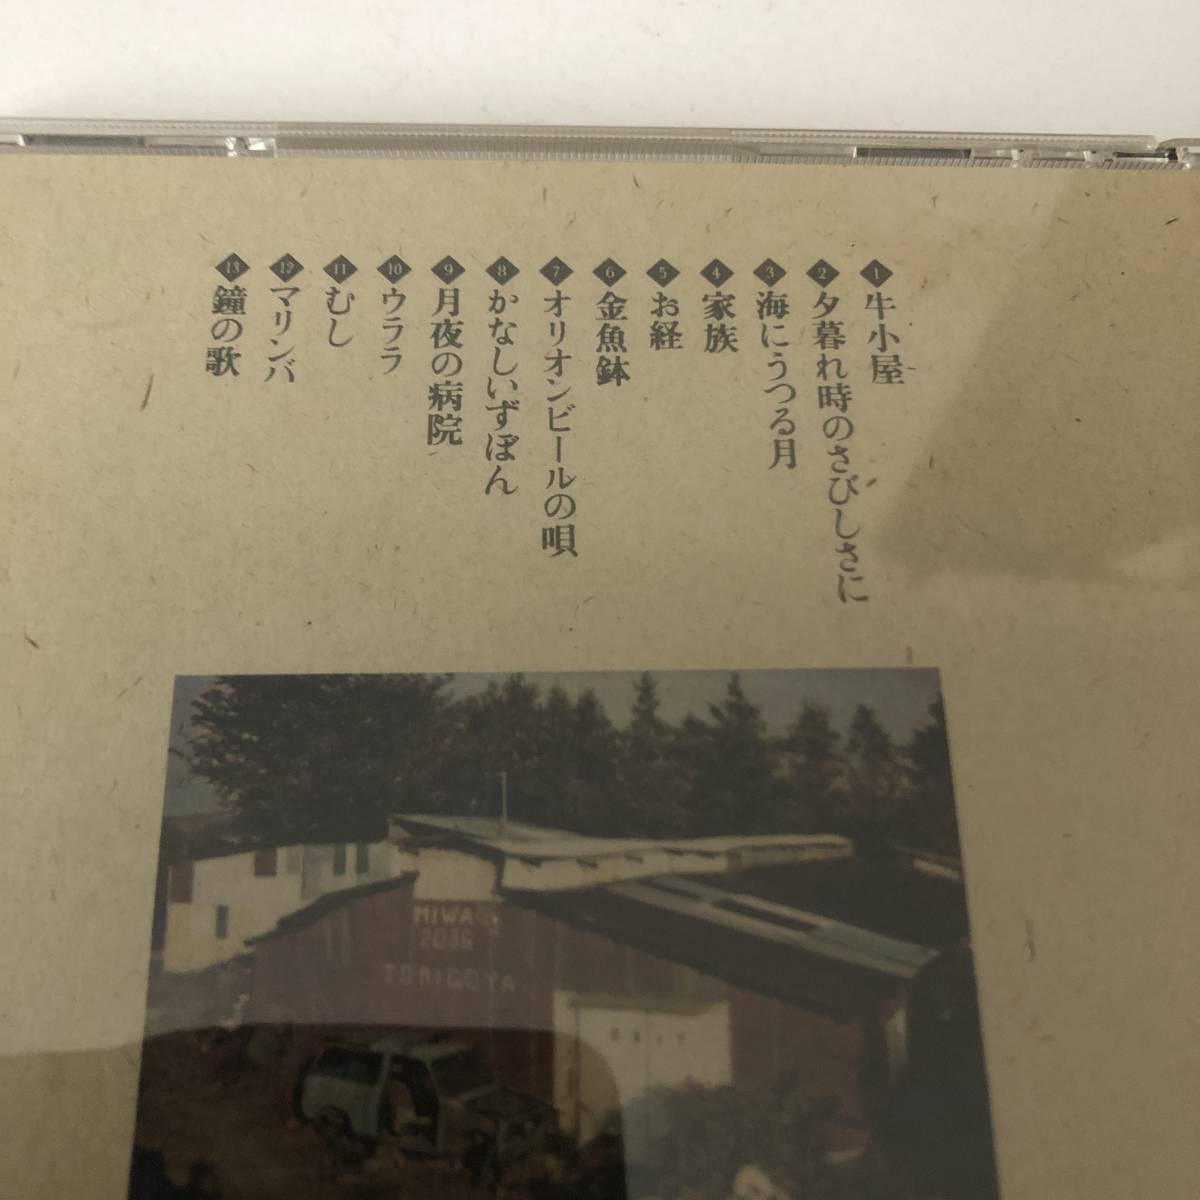 1 牛小屋
2 夕暮れ時のさびしさに
3 海にうつる月
4 家族
5 お経
6 金魚鉢
7 オリオンビールの唄
8 かなしいずぼん
9 月夜の病院
10 ウララ
11 むし
12 マリンバ
13 鐘の歌
MIWA
2036
TORIGOYA